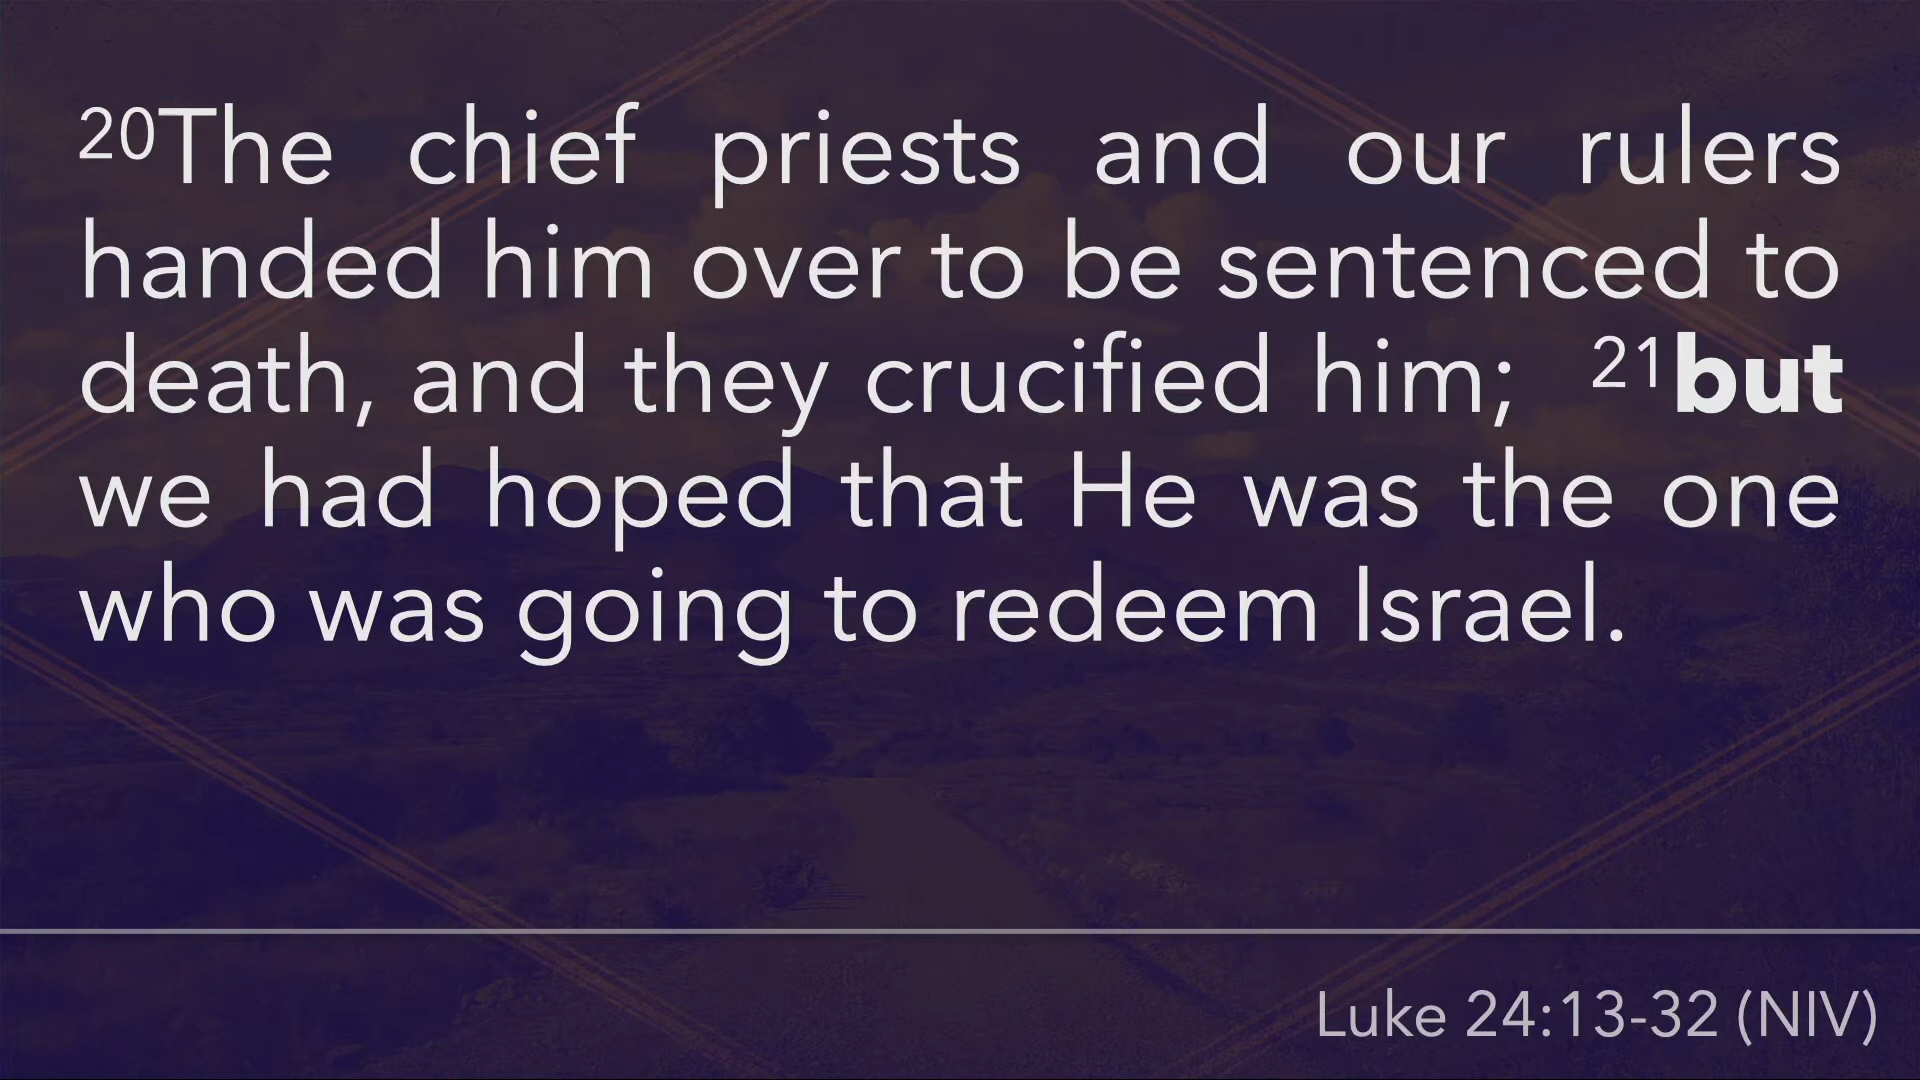 20The chief priests and our rulers
handed him over to be sentenced to
death, and they crucified him; 21but
we had hoped that He was the one
who was going to redeem Israel.
Luke 24:13-32 (NIV)